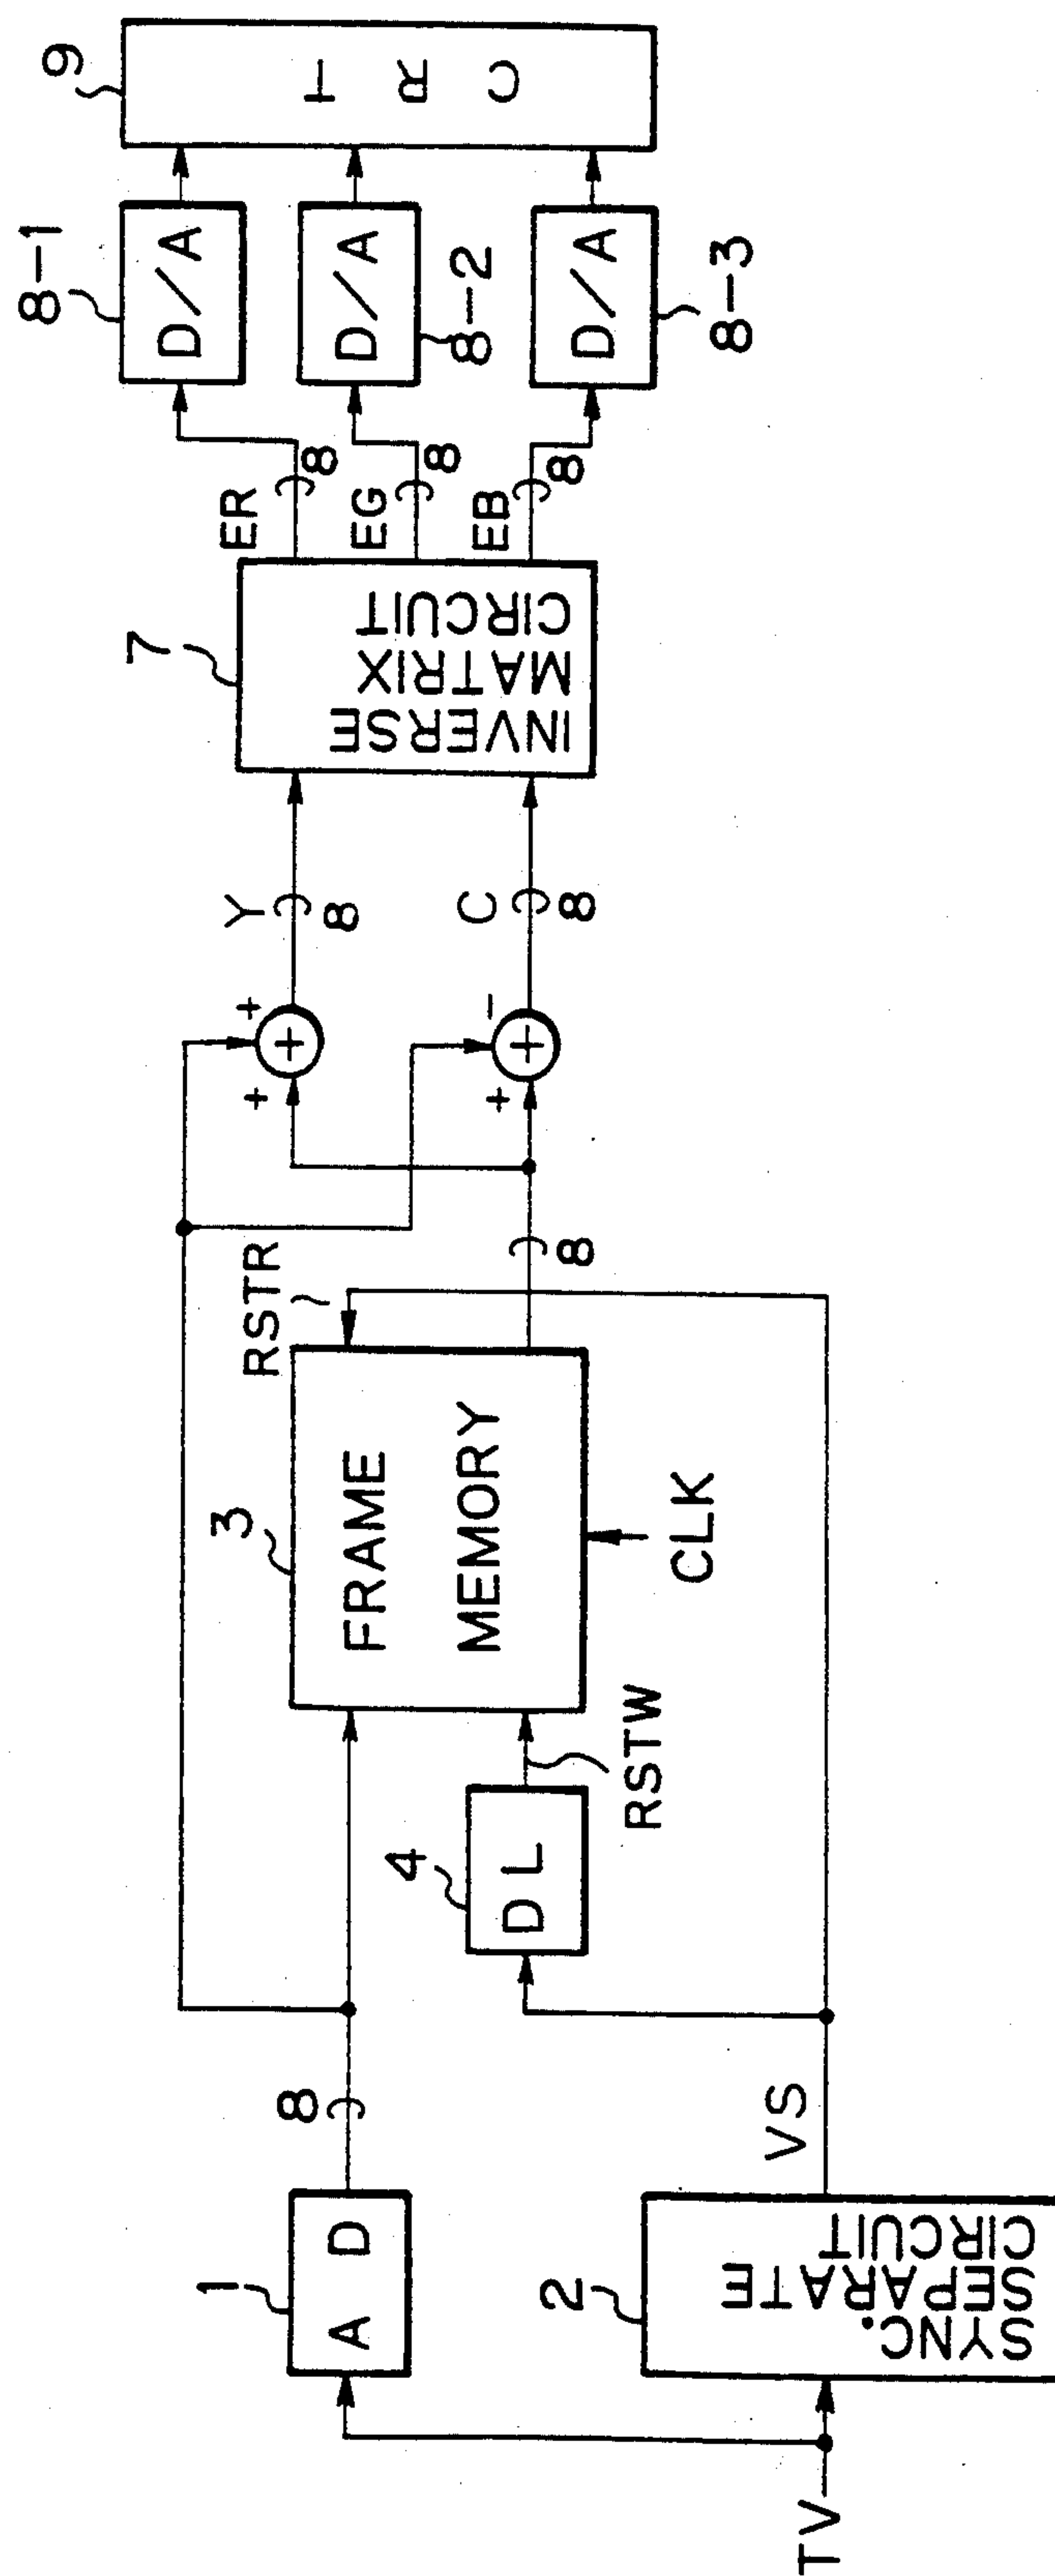 TV
1
A D
8
2
SYNC.
SEPARATE
CIRCUIT
VS
4
DL
RSTW
3
FRAME
MEMORY
CLK
RSTR
8
+
+
+
+
-
+
Y
8
C
8
7
INVERSE
MATRIX
CIRCUIT
ER
8
EG
8
EB
8
8-1
D/A
8-2
D/A
8-3
D/A
9
CRT